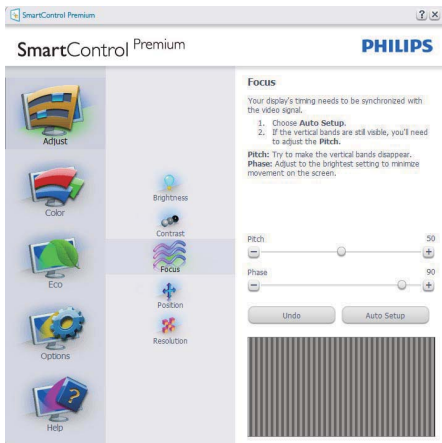 SmartControl Premium
? ×
SmartControl Premium
PHILIPS
Adjust
Color
Eco
Options
Help
Brightness
Contrast
Focus
Position
Resolution
Focus
Your display's timing needs to be synchronized with
the video signal.
1. Choose Auto Setup.
2. If the vertical bands are still visible, you'll need
to adjust the Pitch.
Pitch: Try to make the vertical bands disappear.
Phase: Adjust to the brightest setting to minimize
movement on the screen.
Pitch 50
Phase 90
Undo Auto Setup